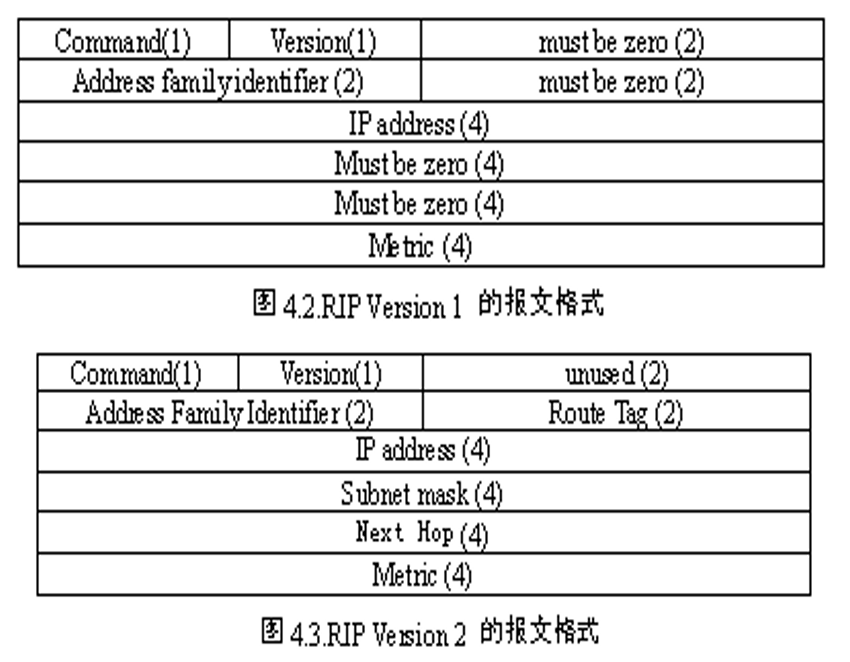 Command(1) Version(1) must be zero (2)
Address family identifier (2) must be zero (2)
IP address (4)
Must be zero (4)
Must be zero (4)
Metric (4)
图 4.2.RIP Version 1 的报文格式
Command(1) Version(1) unused (2)
Address Family Identifier (2) Route Tag (2)
IP address (4)
Subnet mask (4)
Next Hop (4)
Metric (4)
图 4.3.RIP Version 2 的报文格式